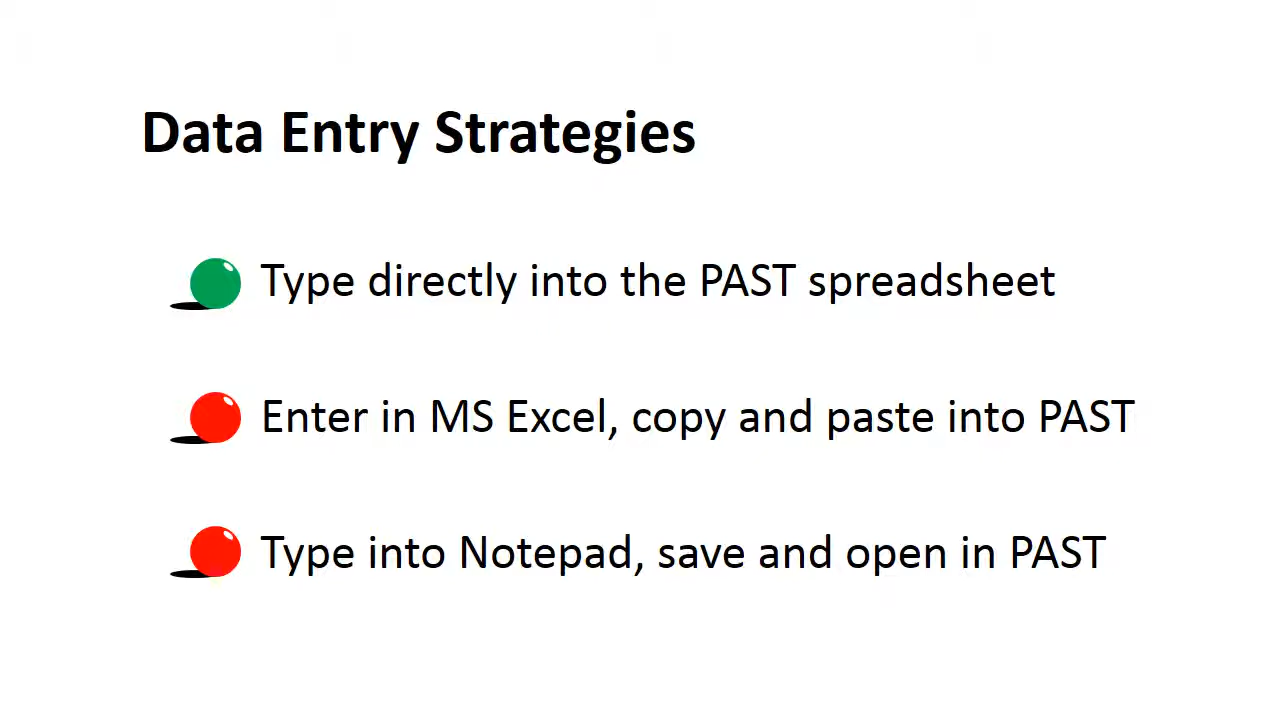 Data Entry Strategies
Type directly into the PAST spreadsheet
Enter in MS Excel, copy and paste into PAST
Type into Notepad, save and open in PAST